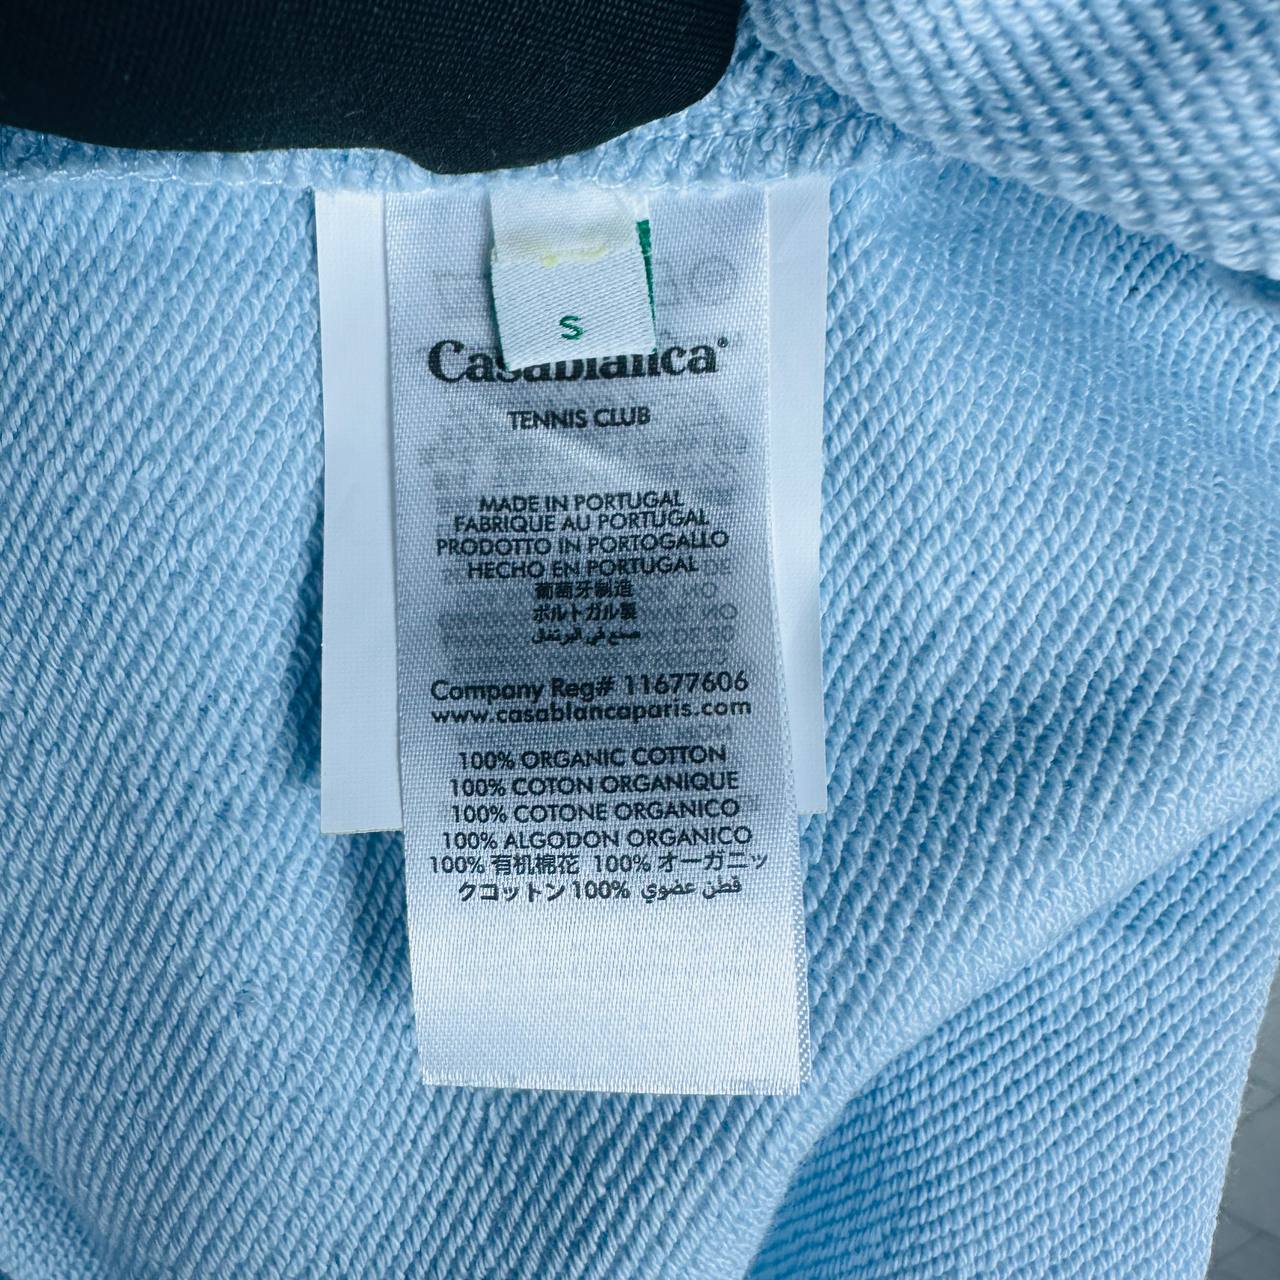 S
Casablanca®
TENNIS CLUB
MADE IN PORTUGAL
FABRIQUE AU PORTUGAL
PRODOTTO IN PORTOGALLO
HECHO EN PORTUGAL
葡萄牙制造
ポルトガル製
صنع في البرتغال
Company Reg# 11677606
www.casablancaparis.com
100% ORGANIC COTTON
100% COTON ORGANIQUE
100% COTONE ORGANICO
100% ALGODON ORGANICO
100% 有机棉花 100% オーガニッ
クコットン 100% قطن عضوي